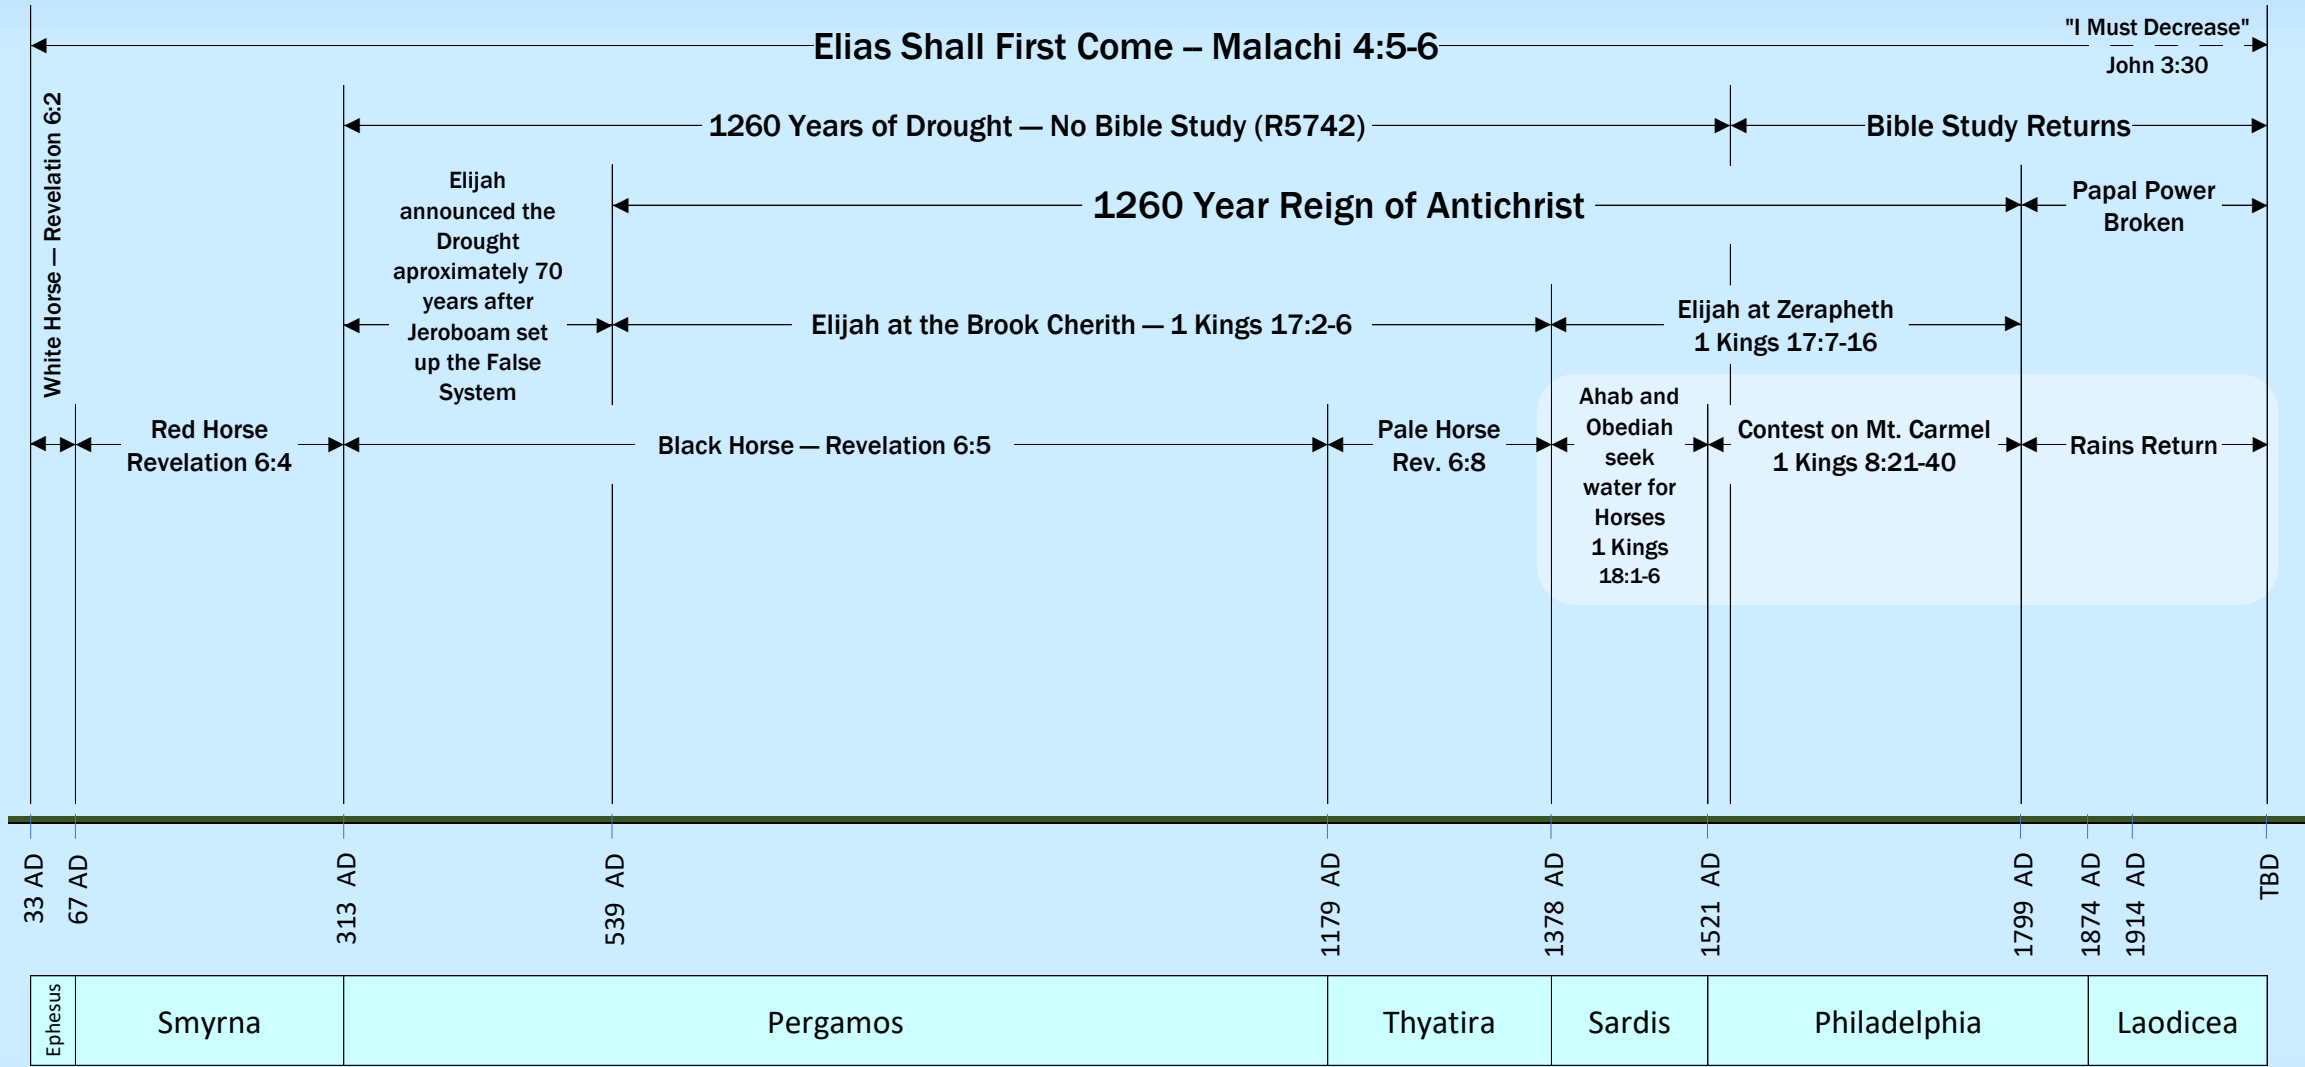 "I Must Decrease"
Elias Shall First Come – Malachi 4:5-6
John 3:30
White Horse — Revelation 6:2
1260 Years of Drought — No Bible Study (R5742)
Bible Study Returns
Elijah
announced the
Drought
aproximately 70
years after
Jeroboam set
up the False
System
1260 Year Reign of Antichrist
Papal Power
Broken
Elijah at the Brook Cherith — 1 Kings 17:2-6
Elijah at Zerapheth
1 Kings 17:7-16
Red Horse
Revelation 6:4
Black Horse — Revelation 6:5
Pale Horse
Rev. 6:8
Ahab and
Obediah
seek
water for
Horses
1 Kings
18:1-6
Contest on Mt. Carmel
1 Kings 8:21-40
Rains Return
33 AD
67 AD
313 AD
539 AD
1179 AD
1378 AD
1521 AD
1799 AD
1874 AD
1914 AD
TBD
Ephesus
Smyrna
Pergamos
Thyatira
Sardis
Philadelphia
Laodicea